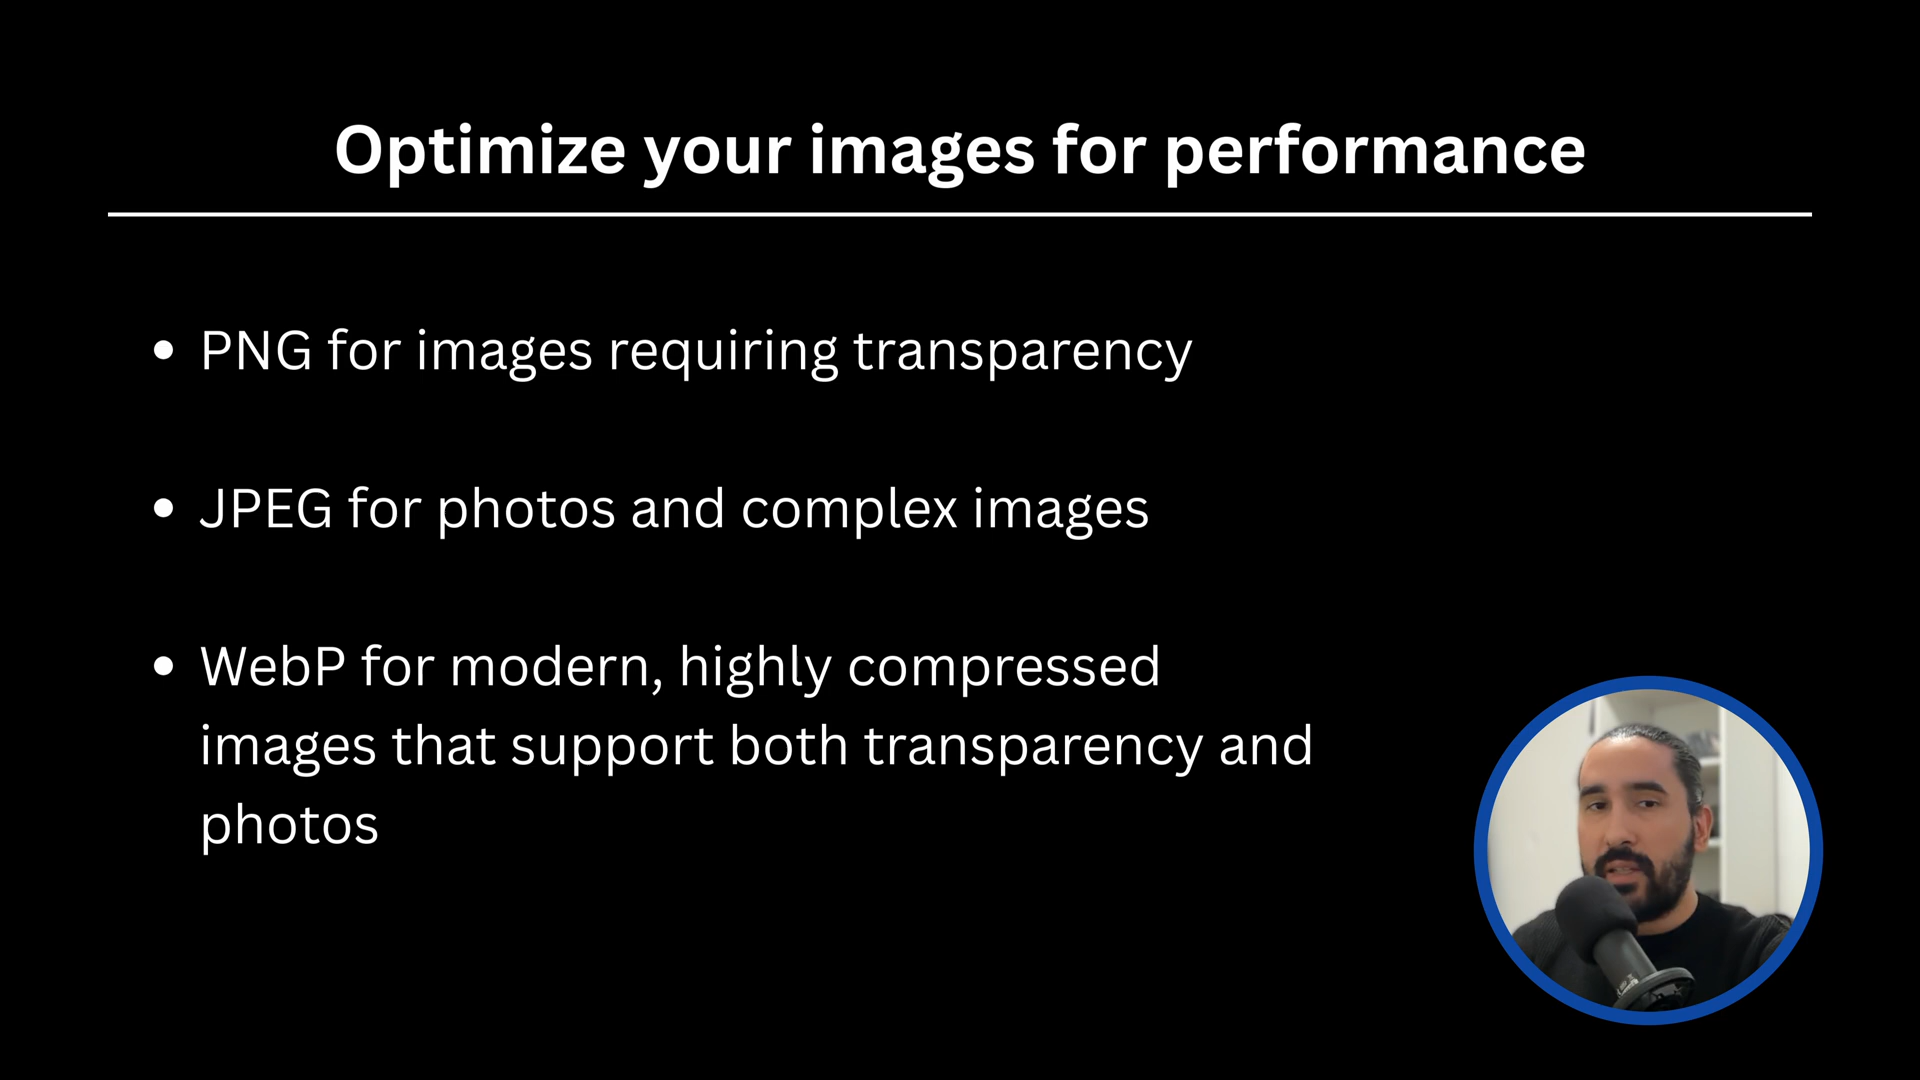 Optimize your images for performance
• PNG for images requiring transparency
• JPEG for photos and complex images
• WebP for modern, highly compressed
images that support both transparency and
photos